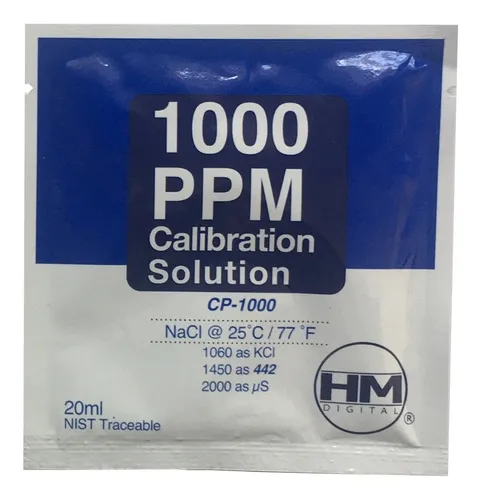 1000
PPM
Calibration
Solution
CP-1000
NaCl @ 25°C / 77 °F
1060 as KCl
1450 as 442
2000 as µS
20ml
NIST Traceable
HM
DIGITAL
®